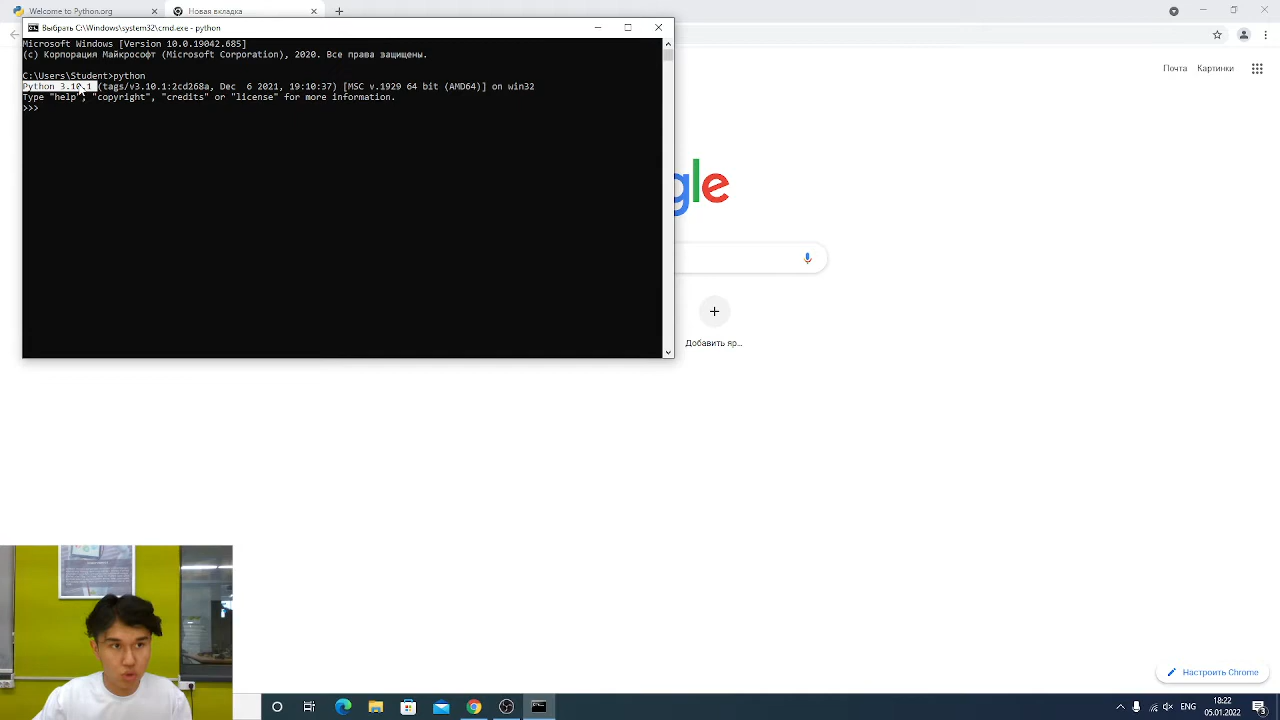 Welcome to Python.org
Новая вкладка
Выбрать C:\Windows\system32\cmd.exe - python
Microsoft Windows [Version 10.0.19042.685]
(c) Корпорация Майкрософт (Microsoft Corporation), 2020. Все права защищены.
C:\Users\Student>python
Python 3.10.1 (tags/v3.10.1:2cd268a, Dec  6 2021, 19:10:37) [MSC v.1929 64 bit (AMD64)] on win32
Type "help", "copyright", "credits" or "license" for more information.
>>>
Почта Картинки
gle
Добавить яр...
Настроить Chrome
18:22
ENG
05.01.2022